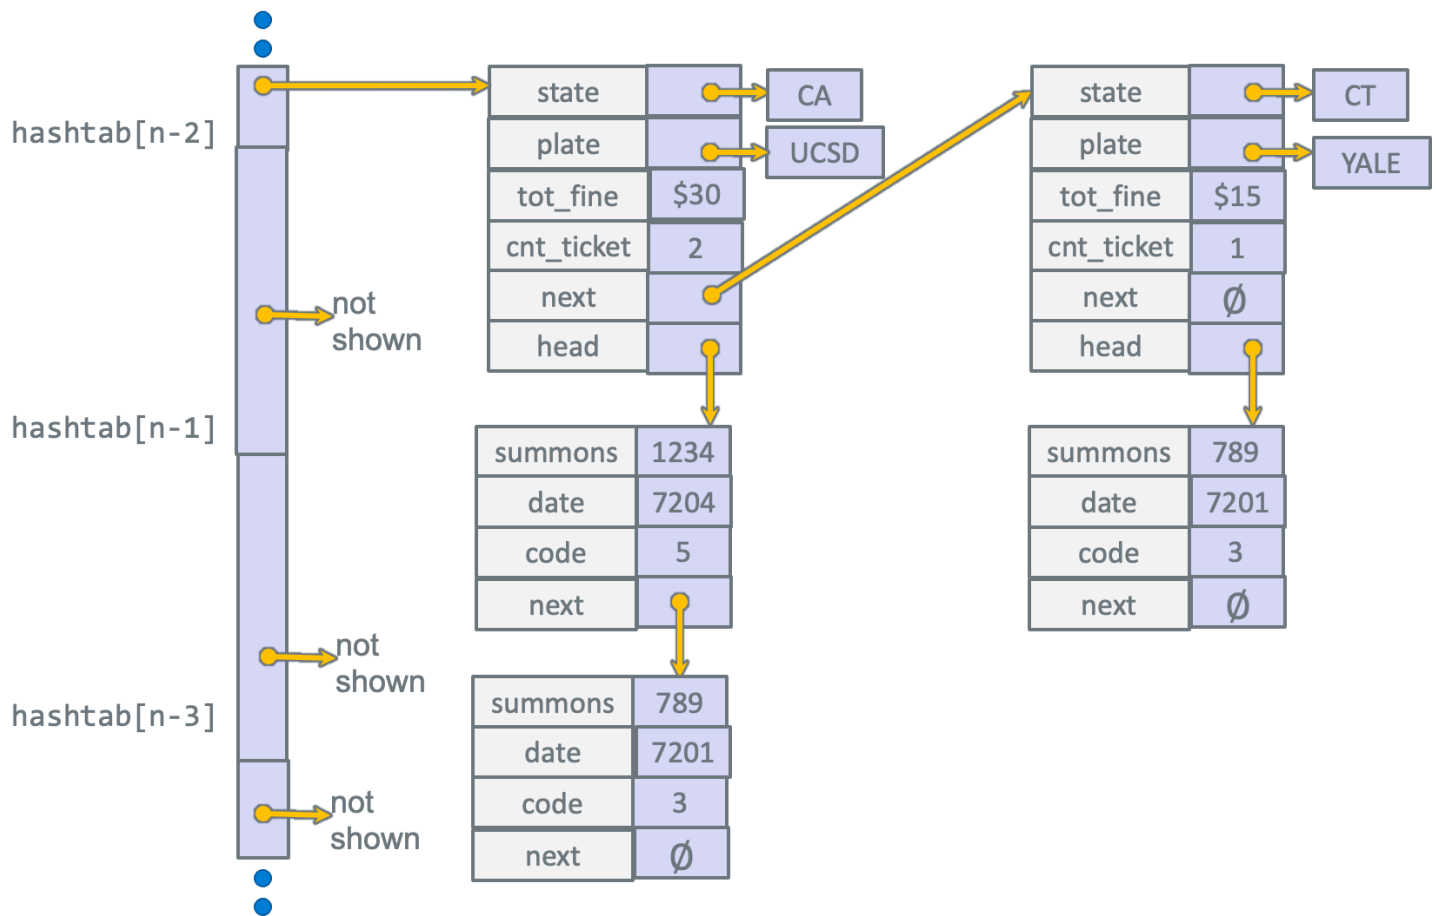 hashtab[n-2]
not
shown
hashtab[n-1]
not
shown
hashtab[n-3]
not
shown
state CA
plate UCSD
tot_fine $30
cnt_ticket 2
next
head
summons 1234
date 7204
code 5
next
summons 789
date 7201
code 3
next Ø
state CT
plate YALE
tot_fine $15
cnt_ticket 1
next Ø
head
summons 789
date 7201
code 3
next Ø